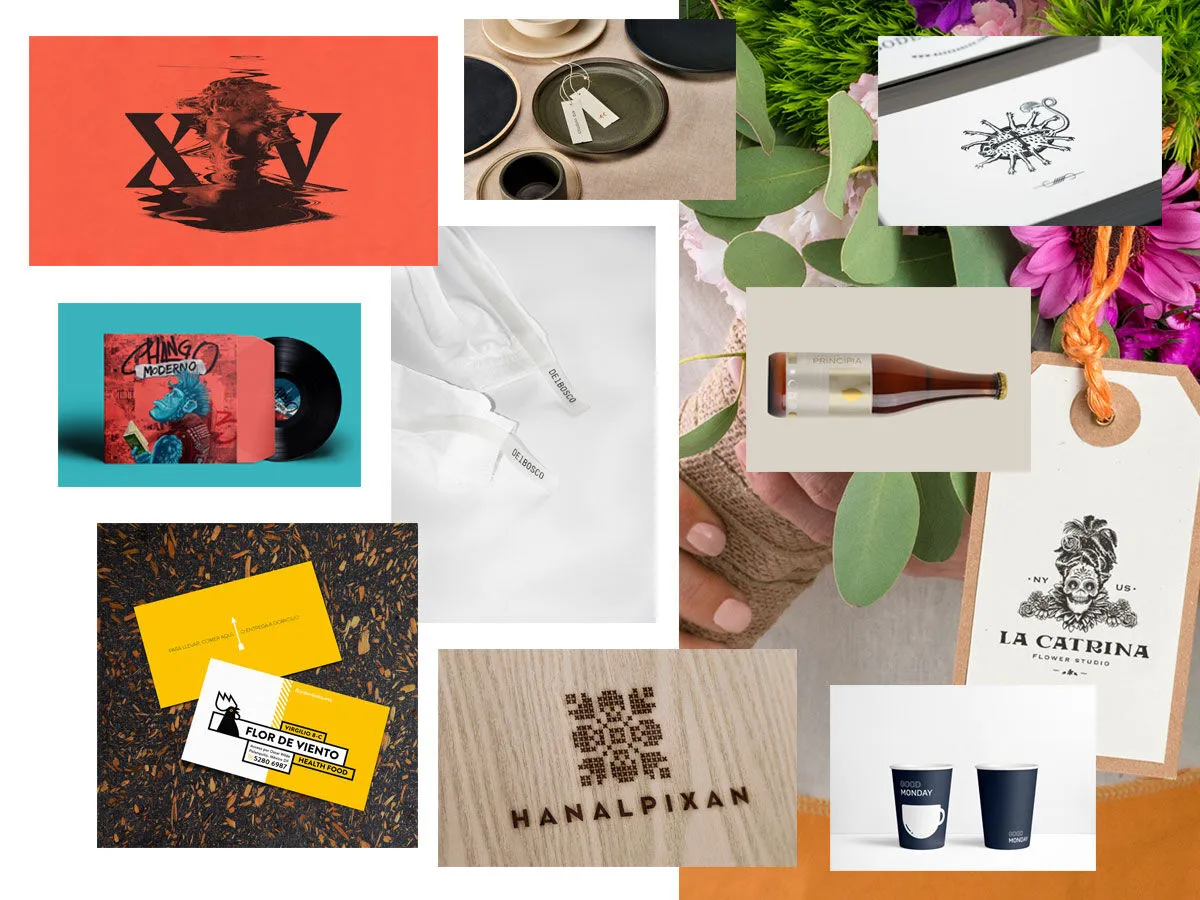 XIV
CHANGO
MODERNO
DElBOSCO
DElBOSCO
PRINCIPIA
· NY
US ·
LA CATRINA
FLOWER STUDIO
PARA LLEVAR, COMER AQUÍ O ENTREGA A DOMICILIO
VIRGILIO 8-C
FLOR DE VIENTO
5280 6987
HEALTH FOOD
HANALPIXAN
GOOD
MONDAY
GOOD
MONDAY